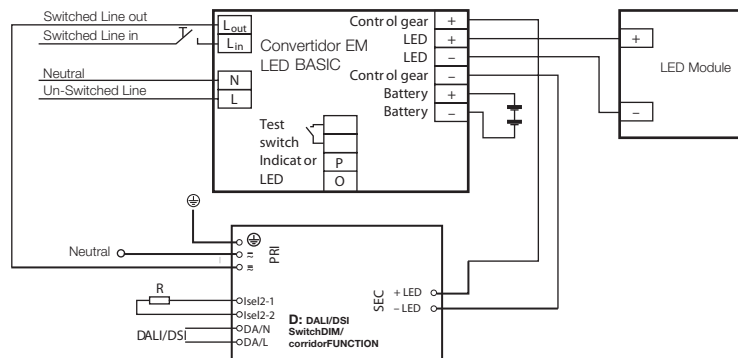 Switched Line out
Switched Line in
Neutral
Un-Switched Line
Lout
Lin
N
L
Convertidor EM
LED BASIC
Control gear +
LED +
LED –
Control gear –
Battery +
Battery –
Test
switch
Indicator
LED
P
O
+
LED Module
–
Neutral
PRI
R
Isel2-1
Isel2-2
DALI/DSI
DA/N
DA/L
D: DALI/DSI
SwitchDIM/
corridorFUNCTION
SEC
+ LED
– LED